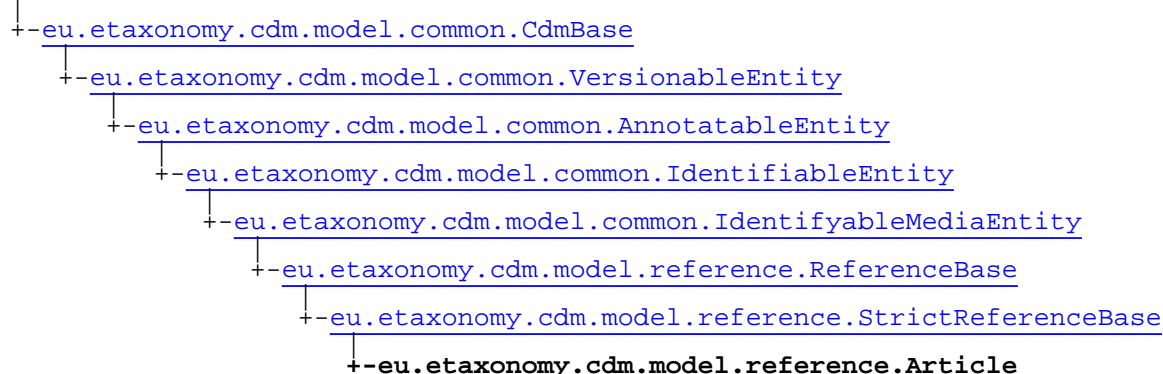 +-eu.etaxonomy.cdm.model.common.CdmBase
+-eu.etaxonomy.cdm.model.common.VersionableEntity
+-eu.etaxonomy.cdm.model.common.AnnotatableEntity
+-eu.etaxonomy.cdm.model.common.IdentifiableEntity
+-eu.etaxonomy.cdm.model.common.IdentifyableMediaEntity
+-eu.etaxonomy.cdm.model.reference.ReferenceBase
+-eu.etaxonomy.cdm.model.reference.StrictReferenceBase
+-eu.etaxonomy.cdm.model.reference.Article